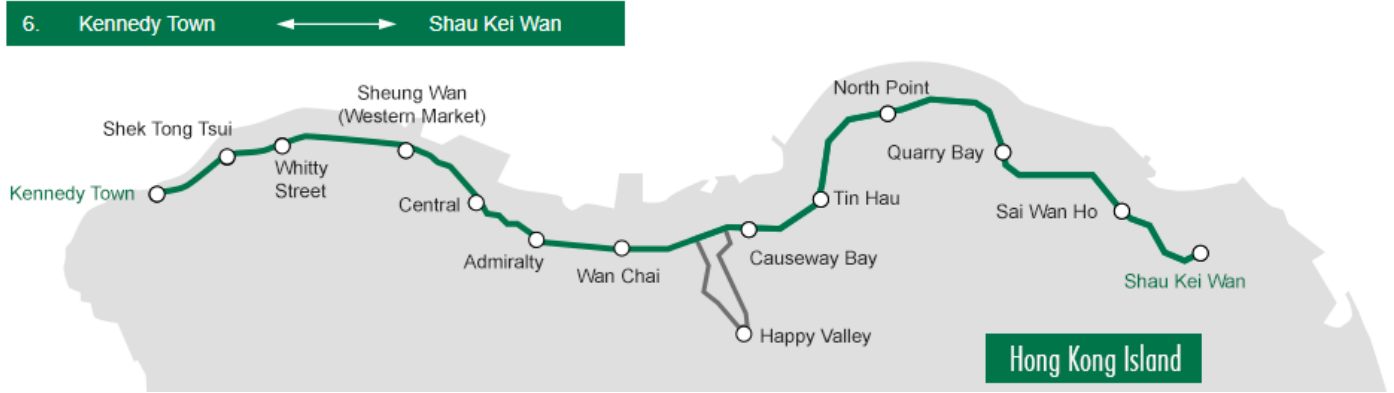 6. Kennedy Town Shau Kei Wan
Sheung Wan
(Western Market)
Shek Tong Tsui
Whitty
Street
Kennedy Town
Central
Admiralty
Wan Chai
Causeway Bay
Happy Valley
Tin Hau
North Point
Quarry Bay
Sai Wan Ho
Shau Kei Wan
Hong Kong Island